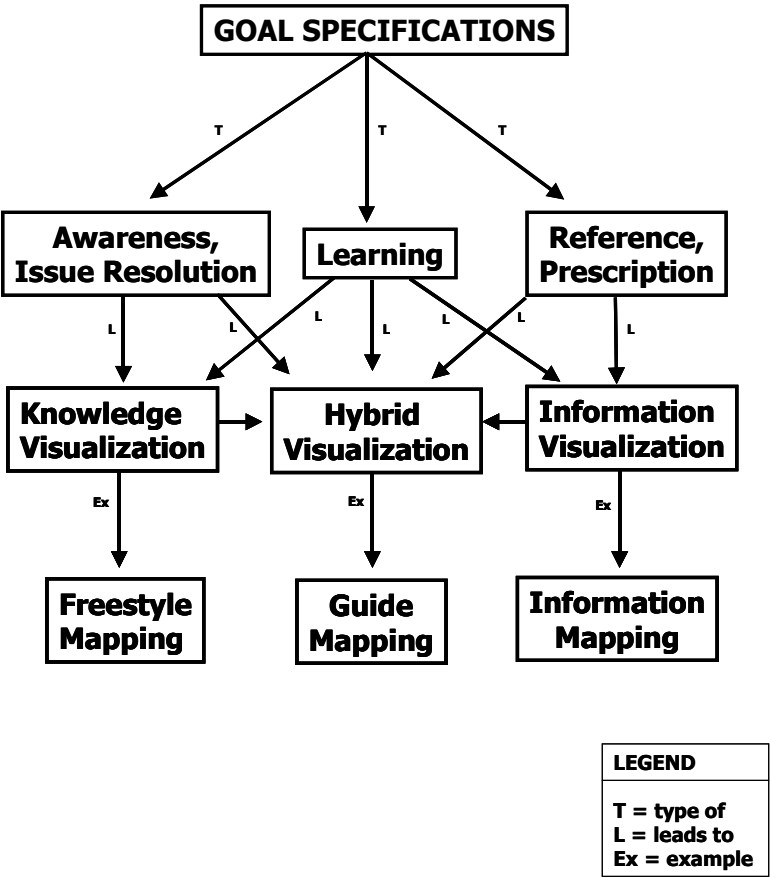 GOAL SPECIFICATIONS
T
T
T
Awareness,
Issue Resolution
Learning
Reference,
Prescription
L
L
L
L
L
L
L
Knowledge
Visualization
Hybrid
Visualization
Information
Visualization
Ex
Ex
Ex
Freestyle
Mapping
Guide
Mapping
Information
Mapping
LEGEND
T = type of
L = leads to
Ex = example